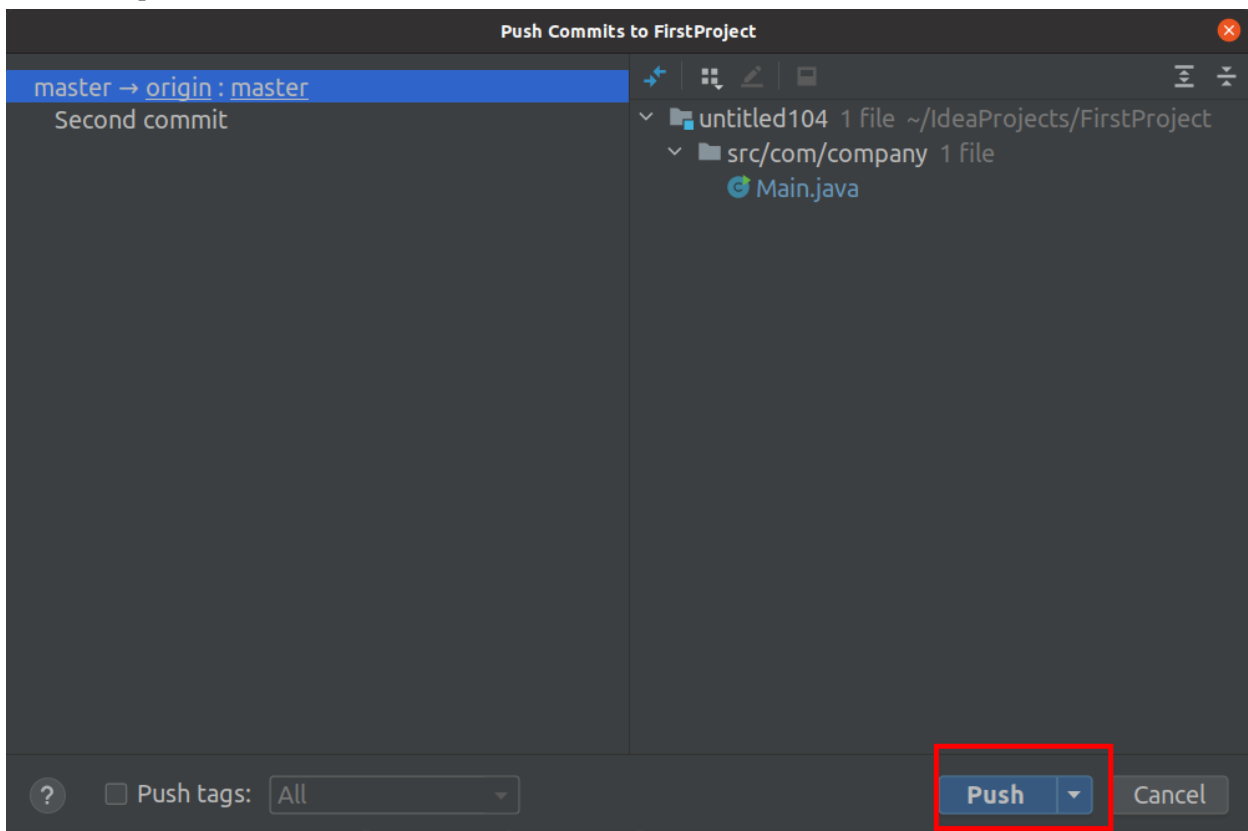 Push Commits to FirstProject
master → origin : master
Second commit
untitled104 1 file ~/IdeaProjects/FirstProject
src/com/company 1 file
Main.java
? Push tags: All Push Cancel